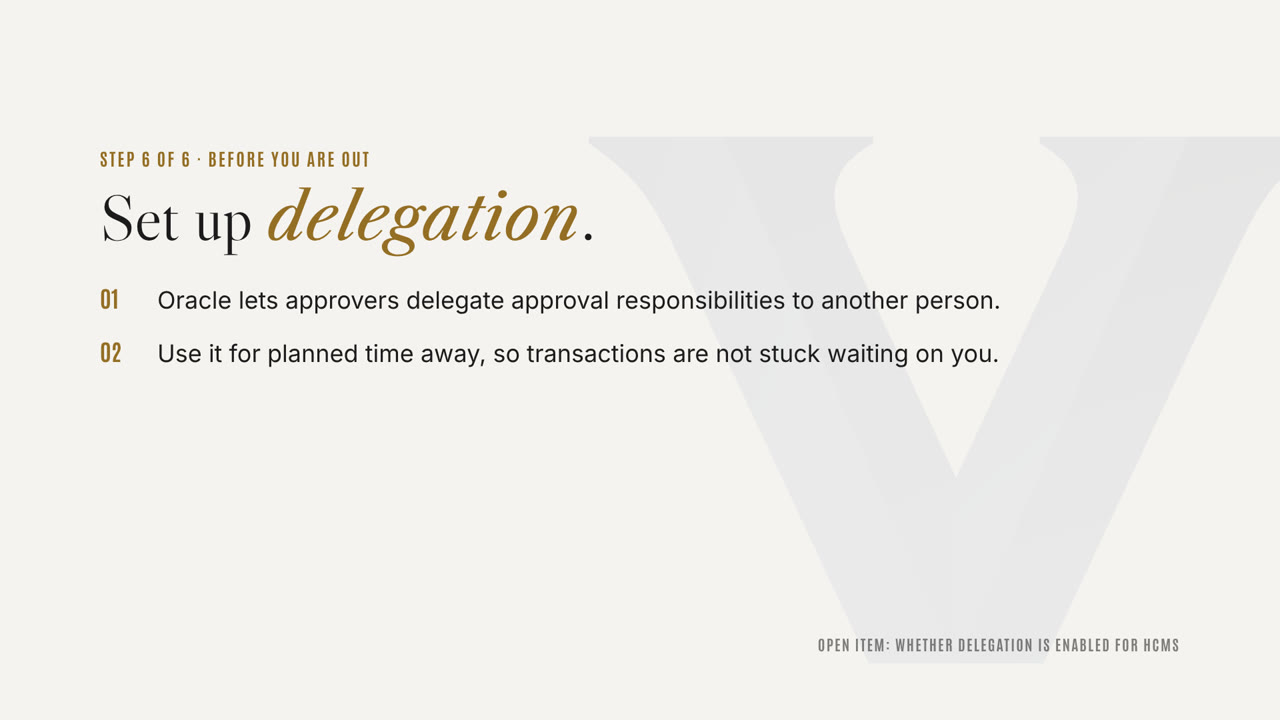 STEP 6 OF 6 · BEFORE YOU ARE OUT
Set up delegation.
01 Oracle lets approvers delegate approval responsibilities to another person.
02 Use it for planned time away, so transactions are not stuck waiting on you.
OPEN ITEM: WHETHER DELEGATION IS ENABLED FOR HCMS